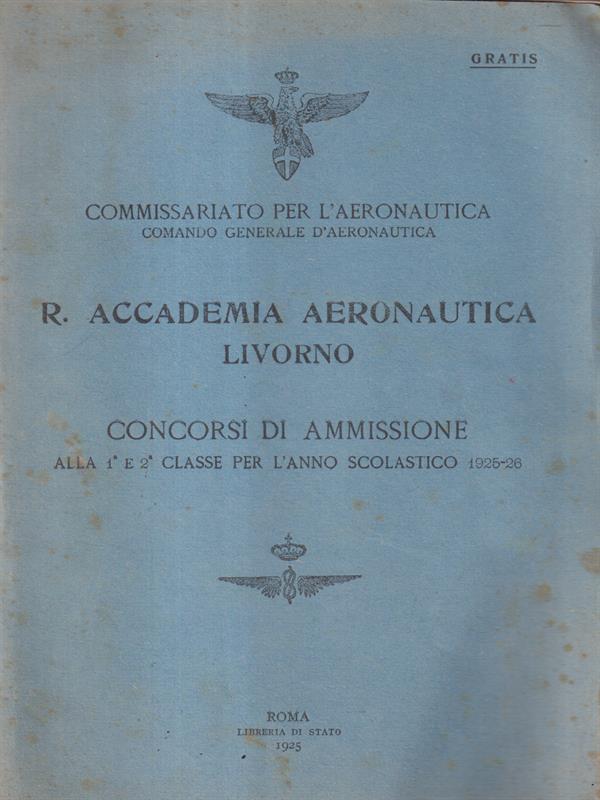 GRATIS
COMMISSARIATO PER L'AERONAUTICA
COMANDO GENERALE D'AERONAUTICA
R. ACCADEMIA AERONAUTICA
LIVORNO
CONCORSI DI AMMISSIONE
ALLA 1ª E 2ª CLASSE PER L'ANNO SCOLASTICO 1925-26
ROMA
LIBRERIA DI STATO
1925